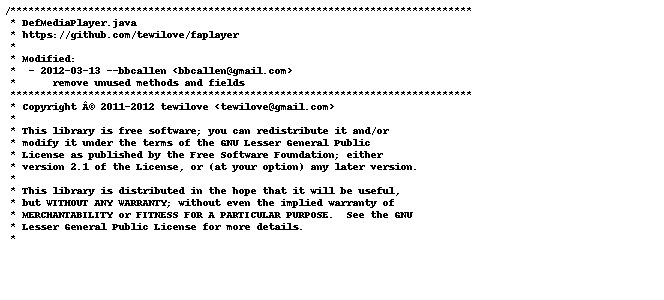 /*****************************************************************************
 * DefMediaPlayer.java
 * https://github.com/tewilove/faplayer
 *
 * Modified:
 *  - 2012-03-13 --bbcallen <bbcallen@gmail.com>
 *      remove unused methods and fields
 *****************************************************************************
 * Copyright Â© 2011-2012 tewilove <tewilove@gmail.com>
 *
 * This library is free software; you can redistribute it and/or
 * modify it under the terms of the GNU Lesser General Public
 * License as published by the Free Software Foundation; either
 * version 2.1 of the License, or (at your option) any later version.
 *
 * This library is distributed in the hope that it will be useful,
 * but WITHOUT ANY WARRANTY; without even the implied warranty of
 * MERCHANTABILITY or FITNESS FOR A PARTICULAR PURPOSE.  See the GNU
 * Lesser General Public License for more details.
 *